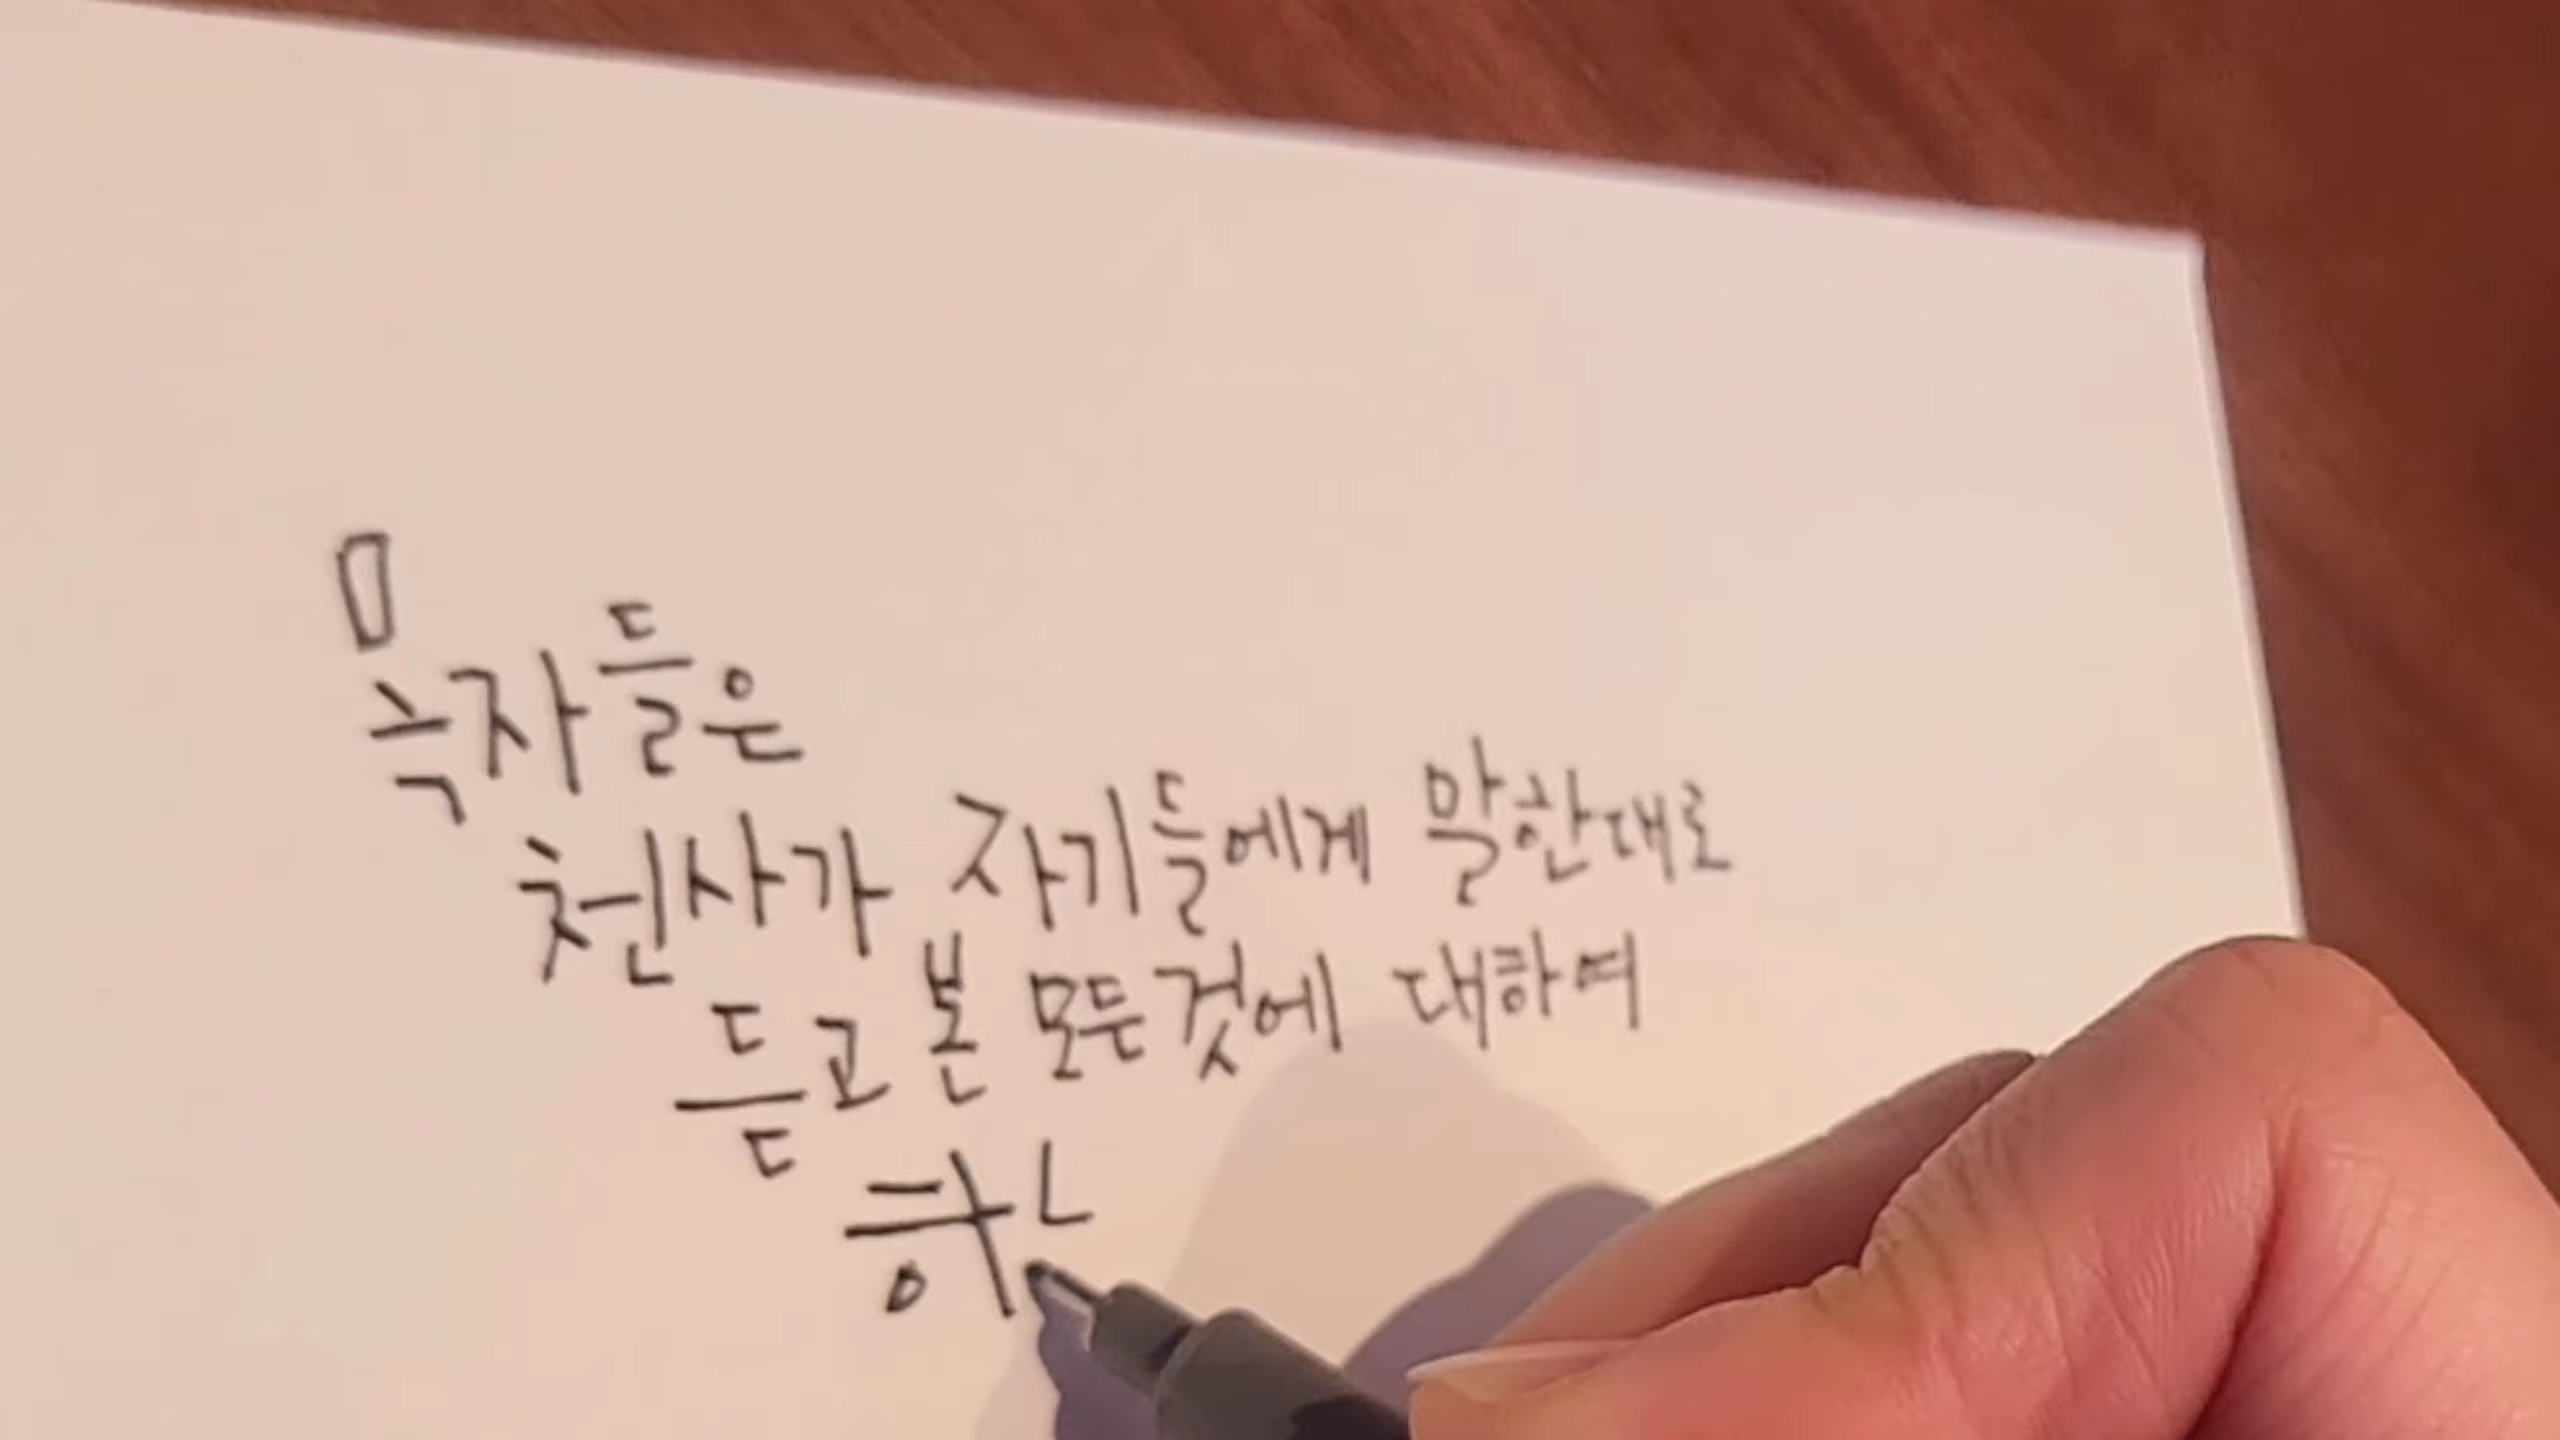 목자들은
천사가 자기들에게 말한대로
듣고 본 모든것에 대하여
하